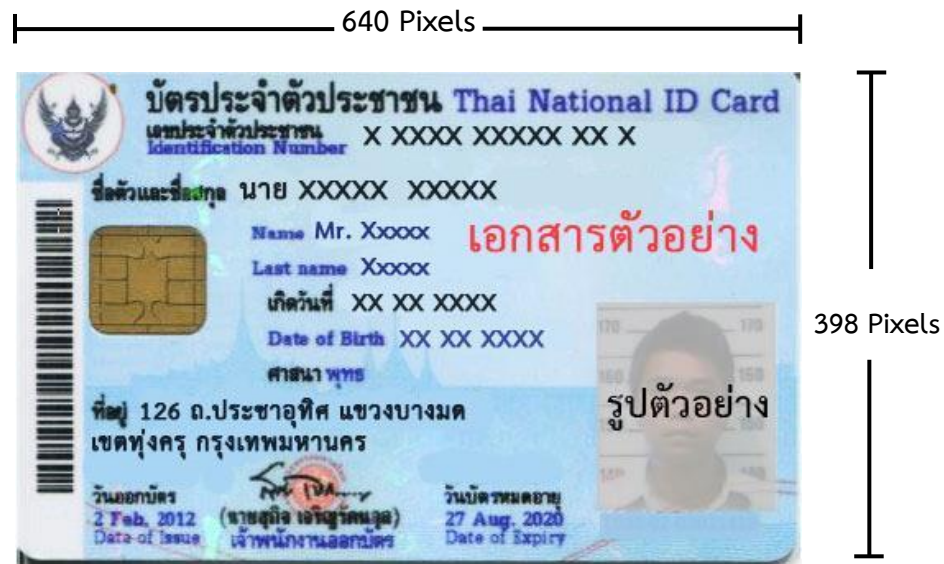 640 Pixels
บัตรประจำตัวประชาชน Thai National ID Card
เลขประจำตัวประชาชน X XXXX XXXXX XX X
Identification Number
ชื่อตัวและชื่อสกุล นาย XXXXX XXXXX
Name Mr. Xxxxx
เอกสารตัวอย่าง
Last name Xxxxx
เกิดวันที่ XX XX XXXX
Date of Birth XX XX XXXX
398 Pixels
170 170
160 160
ศาสนา พุทธ
รูปตัวอย่าง
ที่อยู่ 126 ถ.ประชาอุทิศ แขวงบางมด
เขตทุ่งครุ กรุงเทพมหานคร
วันออกบัตร
2 Feb. 2012
Date of Issue
เจ้าพนักงานออกบัตร
วันบัตรหมดอายุ
27 Aug. 2020
Date of Expiry